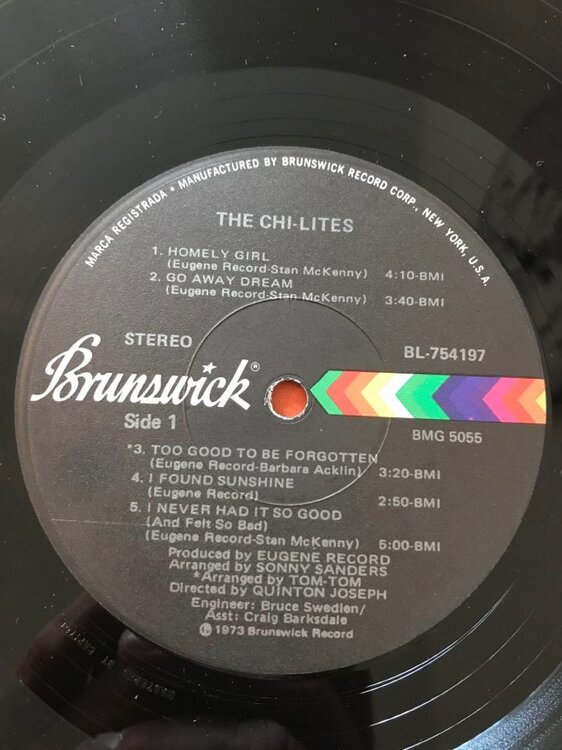 MARCA REGISTRADA • MANUFACTURED BY BRUNSWICK RECORD CORP., NEW YORK, U.S.A.
THE CHI-LITES
1. HOMELY GIRL
(Eugene Record-Stan McKenny) 4:10-BMI
2. GO AWAY DREAM
(Eugene Record-Stan McKenny) 3:40-BMI
STEREO BL-754197
Brunswick®
Side 1 BMG 5055
*3. TOO GOOD TO BE FORGOTTEN
(Eugene Record-Barbara Acklin) 3:20-BMI
4. I FOUND SUNSHINE
(Eugene Record) 2:50-BMI
5. I NEVER HAD IT SO GOOD
(And Felt So Bad)
(Eugene Record-Stan McKenny) 5:00-BMI
Produced by EUGENE RECORD
Arranged by SONNY SANDERS
*Arranged by TOM-TOM
Directed by QUINTON JOSEPH
Engineer: Bruce Swedien/
Asst: Craig Barksdale
℗ 1973 Brunswick Record